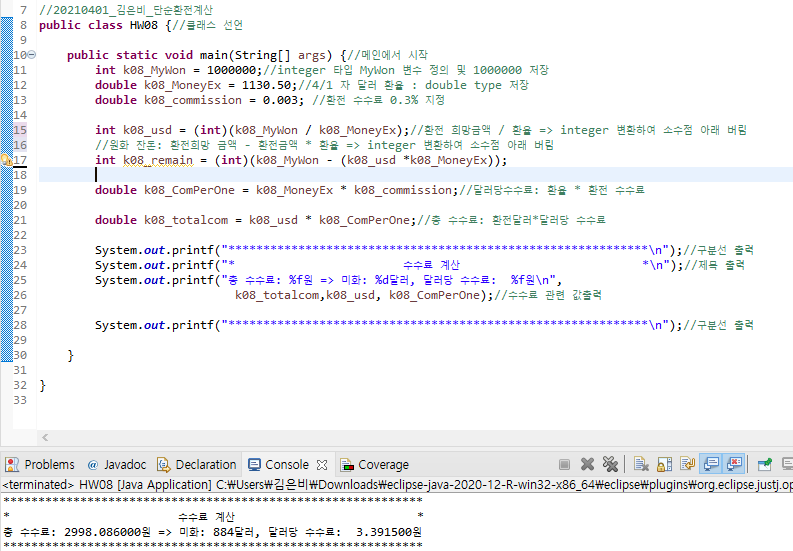 7 //20210401_김은비_단순환전계산
8 public class HW08 {//클래스 선언
9
10 public static void main(String[] args) {//메인에서 시작
11 int k08_MyWon = 1000000;//integer 타입 MyWon 변수 정의 및 1000000 저장
12 double k08_MoneyEx = 1130.50;//4/1 자 달러 환율 : double type 저장
13 double k08_commission = 0.003; //환전 수수료 0.3% 지정
14
15 int k08_usd = (int)(k08_MyWon / k08_MoneyEx);//환전 희망금액 / 환율 => integer 변환하여 소수점 아래 버림
16 //원화 잔돈: 환전희망 금액 - 환전금액 * 환율 => integer 변환하여 소수점 아래 버림
17 int k08_remain = (int)(k08_MyWon - (k08_usd *k08_MoneyEx));
18
19 double k08_ComPerOne = k08_MoneyEx * k08_commission;//달러당수수료: 환율 * 환전 수수료
20
21 double k08_totalcom = k08_usd * k08_ComPerOne;//총 수수료: 환전달러*달러당 수수료
22
23 System.out.printf("************************************************************\n");//구분선 출력
24 System.out.printf("* 수수료 계산 *\n");//제목 출력
25 System.out.printf("총 수수료: %f원 => 미화: %d달러, 달러당 수수료: %f원\n",
26 k08_totalcom,k08_usd, k08_ComPerOne);//수수료 관련 값출력
27
28 System.out.printf("************************************************************\n");//구분선 출력
29
30 }
31
32 }
33
Problems @ Javadoc Declaration Console Coverage
<terminated> HW08 [Java Application] C:₩Users₩김은비₩Downloads₩eclipse-java-2020-12-R-win32-x86_64₩eclipse₩plugins₩org.eclipse.justj.op
************************************************************
* 수수료 계산 *
총 수수료: 2998.086000원 => 미화: 884달러, 달러당 수수료: 3.391500원
************************************************************